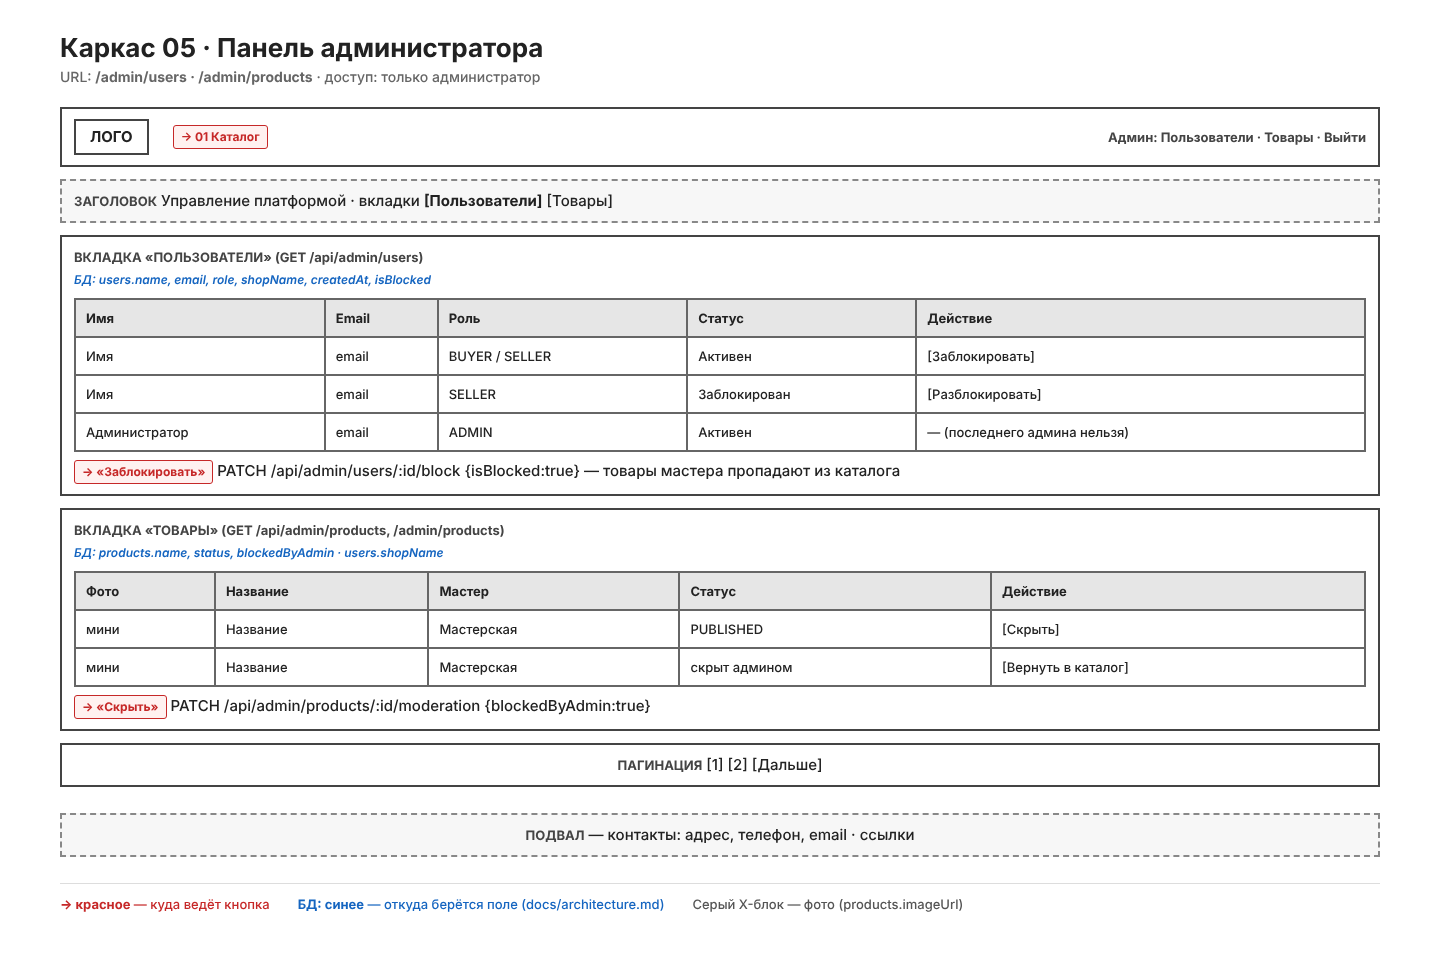 Каркас 05 · Панель администратора
URL: /admin/users · /admin/products · доступ: только администратор
ЛОГО → 01 Каталог Админ: Пользователи · Товары · Выйти
ЗАГОЛОВОК Управление платформой · вкладки [Пользователи] [Товары]
ВКЛАДКА «ПОЛЬЗОВАТЕЛИ» (GET /api/admin/users)
БД: users.name, email, role, shopName, createdAt, isBlocked
Имя Email Роль Статус Действие
Имя email BUYER / SELLER Активен [Заблокировать]
Имя email SELLER Заблокирован [Разблокировать]
Администратор email ADMIN Активен — (последнего админа нельзя)
→ «Заблокировать» PATCH /api/admin/users/:id/block {isBlocked:true} — товары мастера пропадают из каталога
ВКЛАДКА «ТОВАРЫ» (GET /api/admin/products, /admin/products)
БД: products.name, status, blockedByAdmin · users.shopName
Фото Название Мастер Статус Действие
мини Название Мастерская PUBLISHED [Скрыть]
мини Название Мастерская скрыт админом [Вернуть в каталог]
→ «Скрыть» PATCH /api/admin/products/:id/moderation {blockedByAdmin:true}
ПАГИНАЦИЯ [1] [2] [Дальше]
ПОДВАЛ — контакты: адрес, телефон, email · ссылки
→ красное — куда ведёт кнопка БД: синее — откуда берётся поле (docs/architecture.md) Серый X-блок — фото (products.imageUrl)